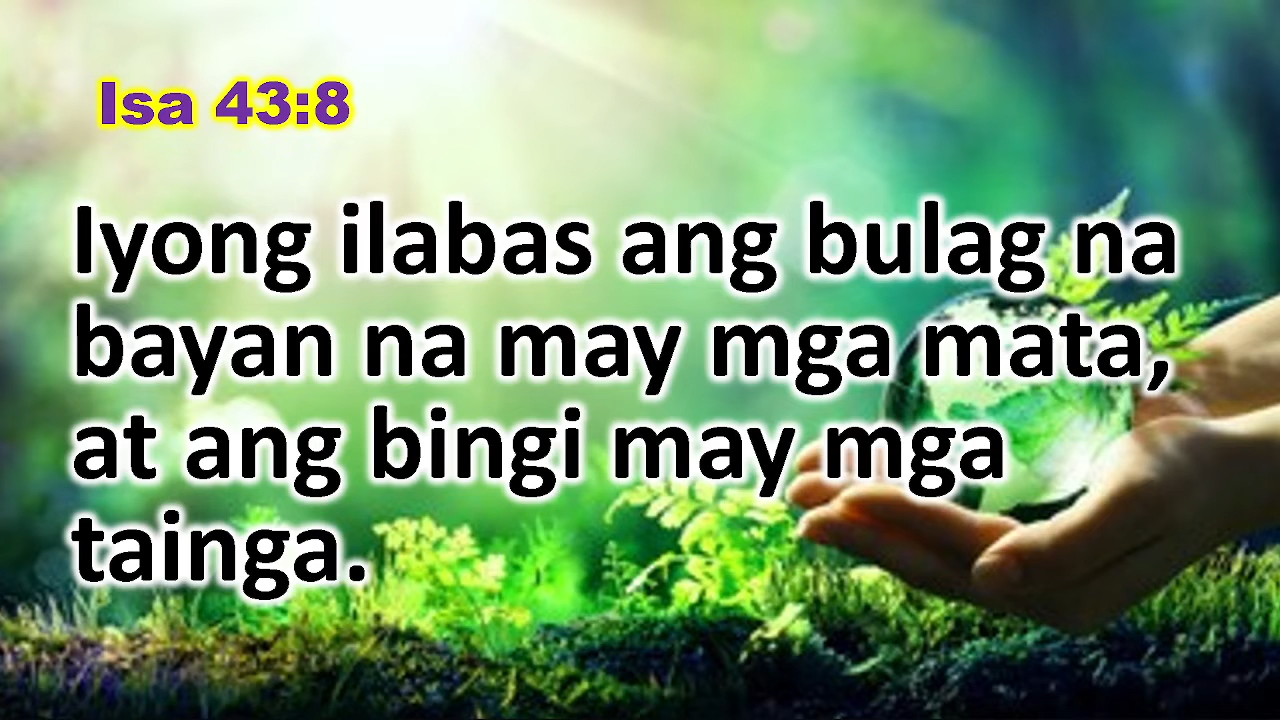 Isa 43:8
Iyong ilabas ang bulag na
bayan na may mga mata,
at ang bingi may mga
tainga.